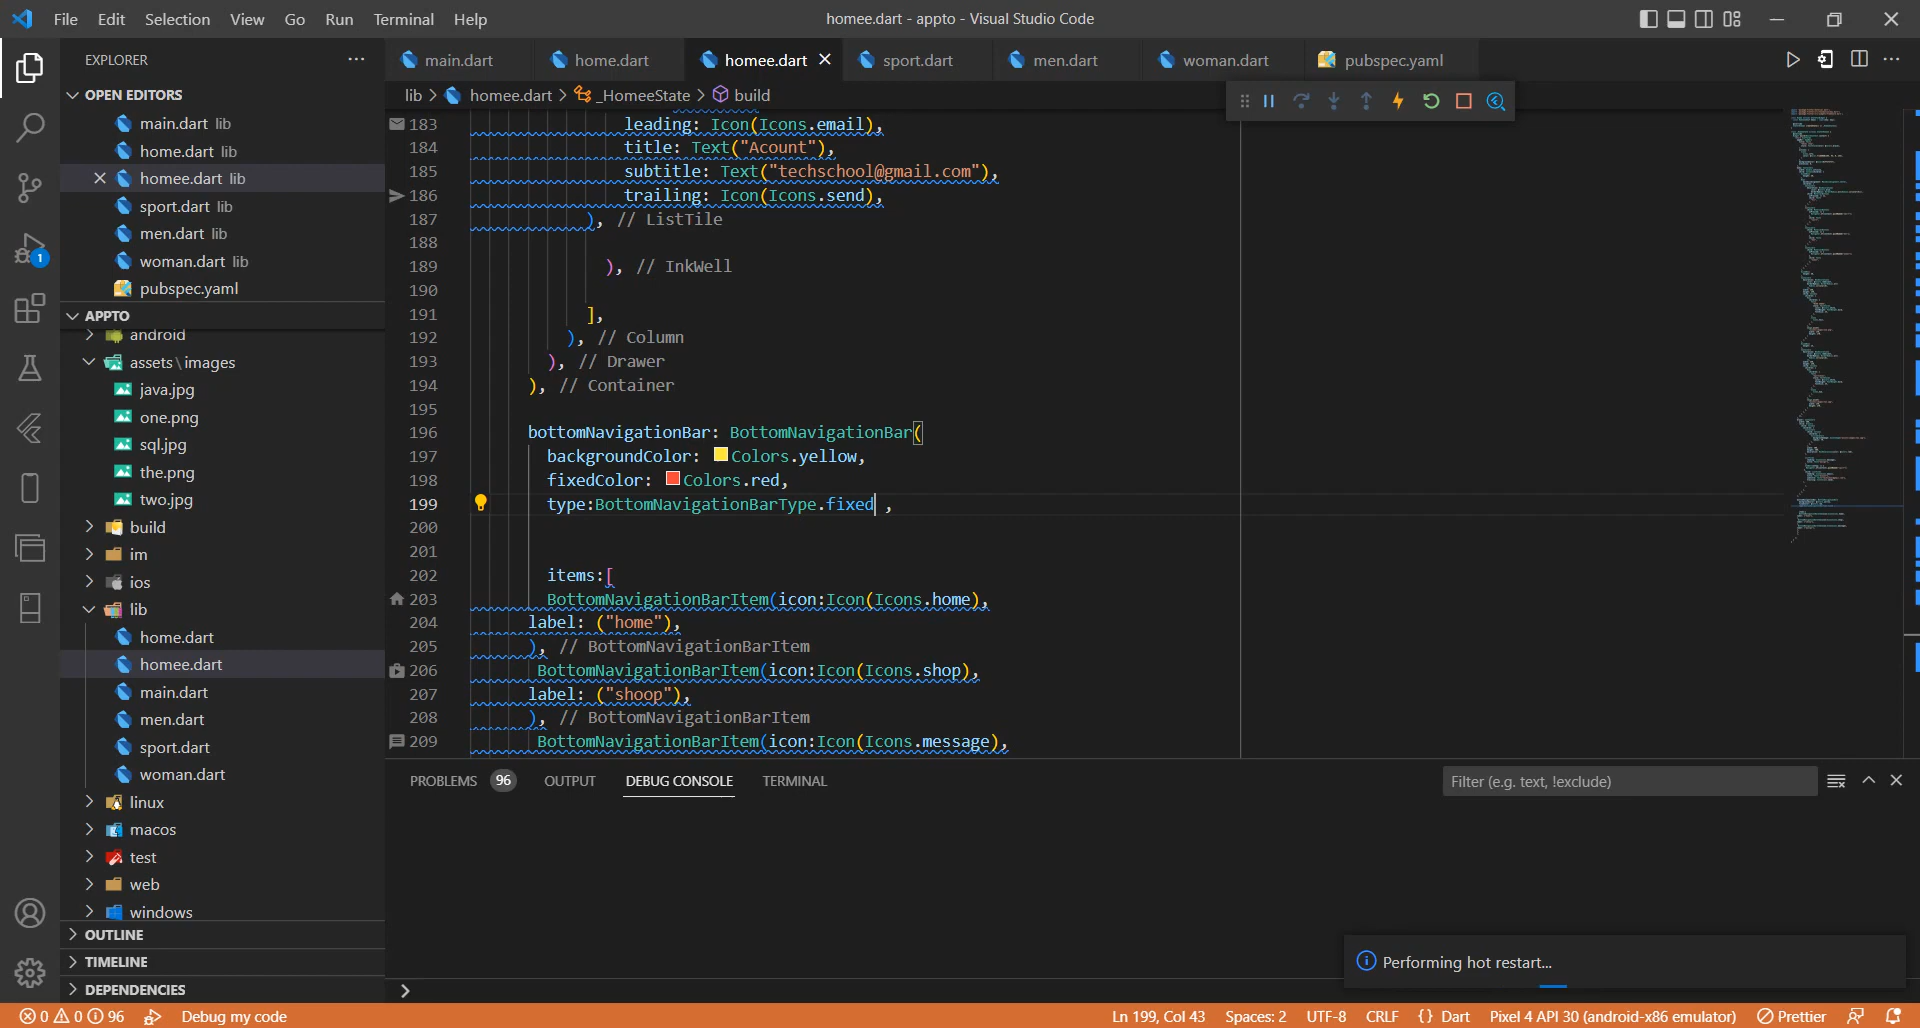 File Edit Selection View Go Run Terminal Help
homee.dart - appto - Visual Studio Code
EXPLORER
OPEN EDITORS
main.dart lib
home.dart lib
homee.dart lib
sport.dart lib
men.dart lib
woman.dart lib
pubspec.yaml
APPTO
android
assets\images
java.jpg
one.png
sql.jpg
the.png
two.jpg
build
im
ios
lib
home.dart
homee.dart
main.dart
men.dart
sport.dart
woman.dart
linux
macos
test
web
windows
OUTLINE
TIMELINE
DEPENDENCIES
1
main.dart home.dart homee.dart sport.dart men.dart woman.dart pubspec.yaml
lib > homee.dart > _HomeeState > build
183 leading: Icon(Icons.email),
184 title: Text("Acount"),
185 subtitle: Text("techschool@gmail.com"),
186 trailing: Icon(Icons.send),
187 ), // ListTile
188
189 ), // InkWell
190
191 ],
192 ), // Column
193 ), // Drawer
194 ), // Container
195
196 bottomNavigationBar: BottomNavigationBar(
197 backgroundColor: Colors.yellow,
198 fixedColor: Colors.red,
199 type:BottomNavigationBarType.fixed ,
200
201
202 items:[
203 BottomNavigationBarItem(icon:Icon(Icons.home),
204 label: ("home"),
205 ), // BottomNavigationBarItem
206 BottomNavigationBarItem(icon:Icon(Icons.shop),
207 label: ("shoop"),
208 ), // BottomNavigationBarItem
209 BottomNavigationBarItem(icon:Icon(Icons.message),
PROBLEMS 96 OUTPUT DEBUG CONSOLE TERMINAL
Filter (e.g. text, !exclude)
Performing hot restart...
0 0 96 Debug my code
Ln 199, Col 43 Spaces: 2 UTF-8 CRLF {} Dart Pixel 4 API 30 (android-x86 emulator) Prettier